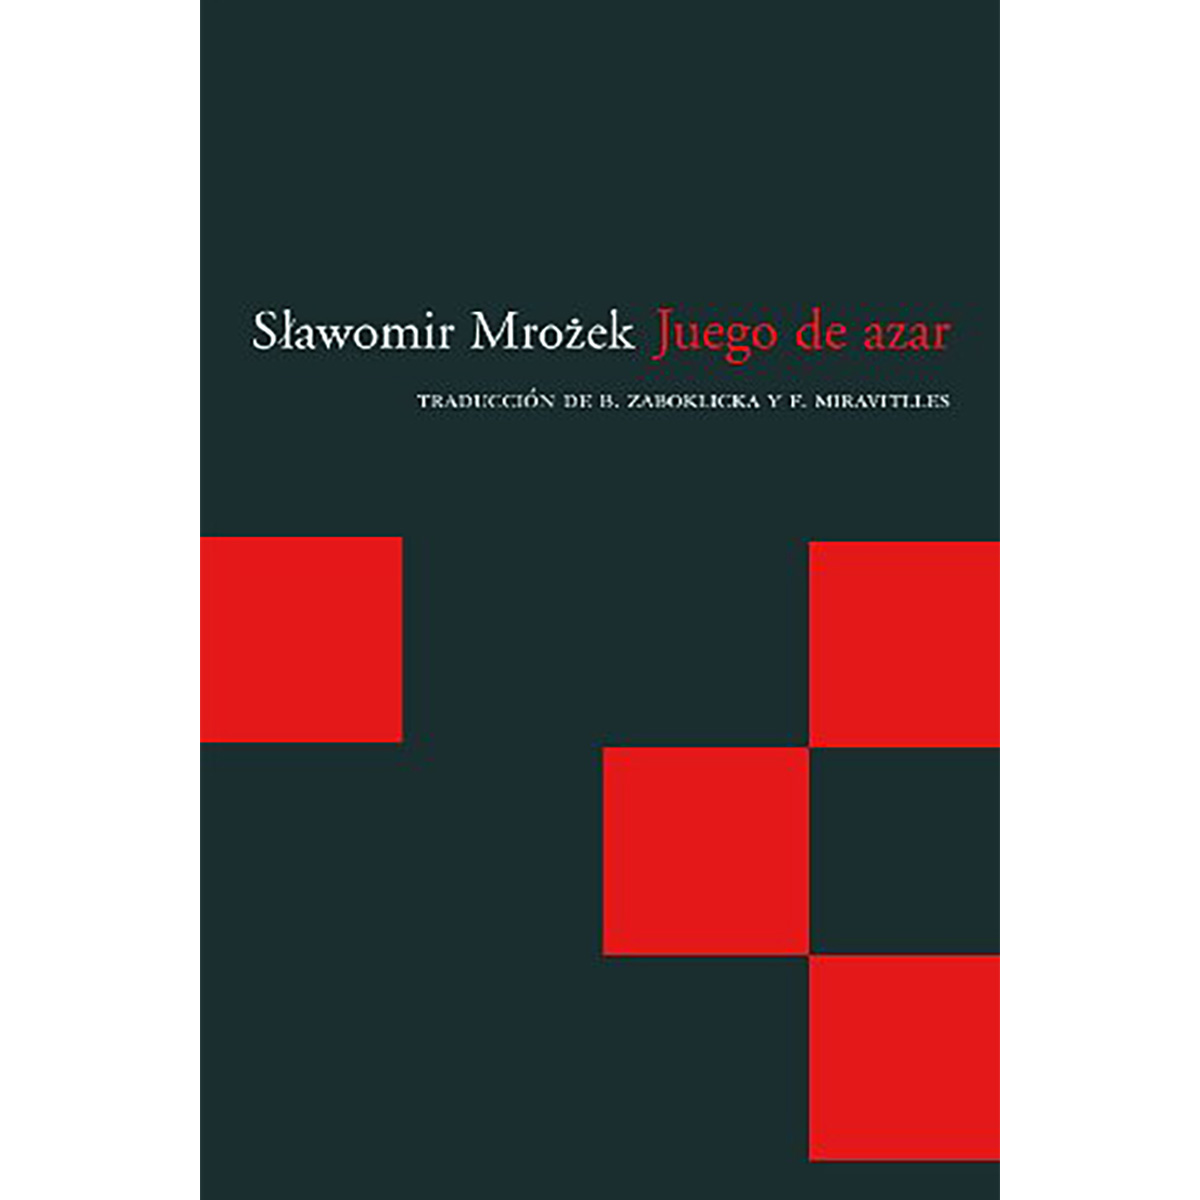 Sławomir Mrożek Juego de azar
TRADUCCIÓN DE B. ZABOKLICKA Y F. MIRAVITLLES